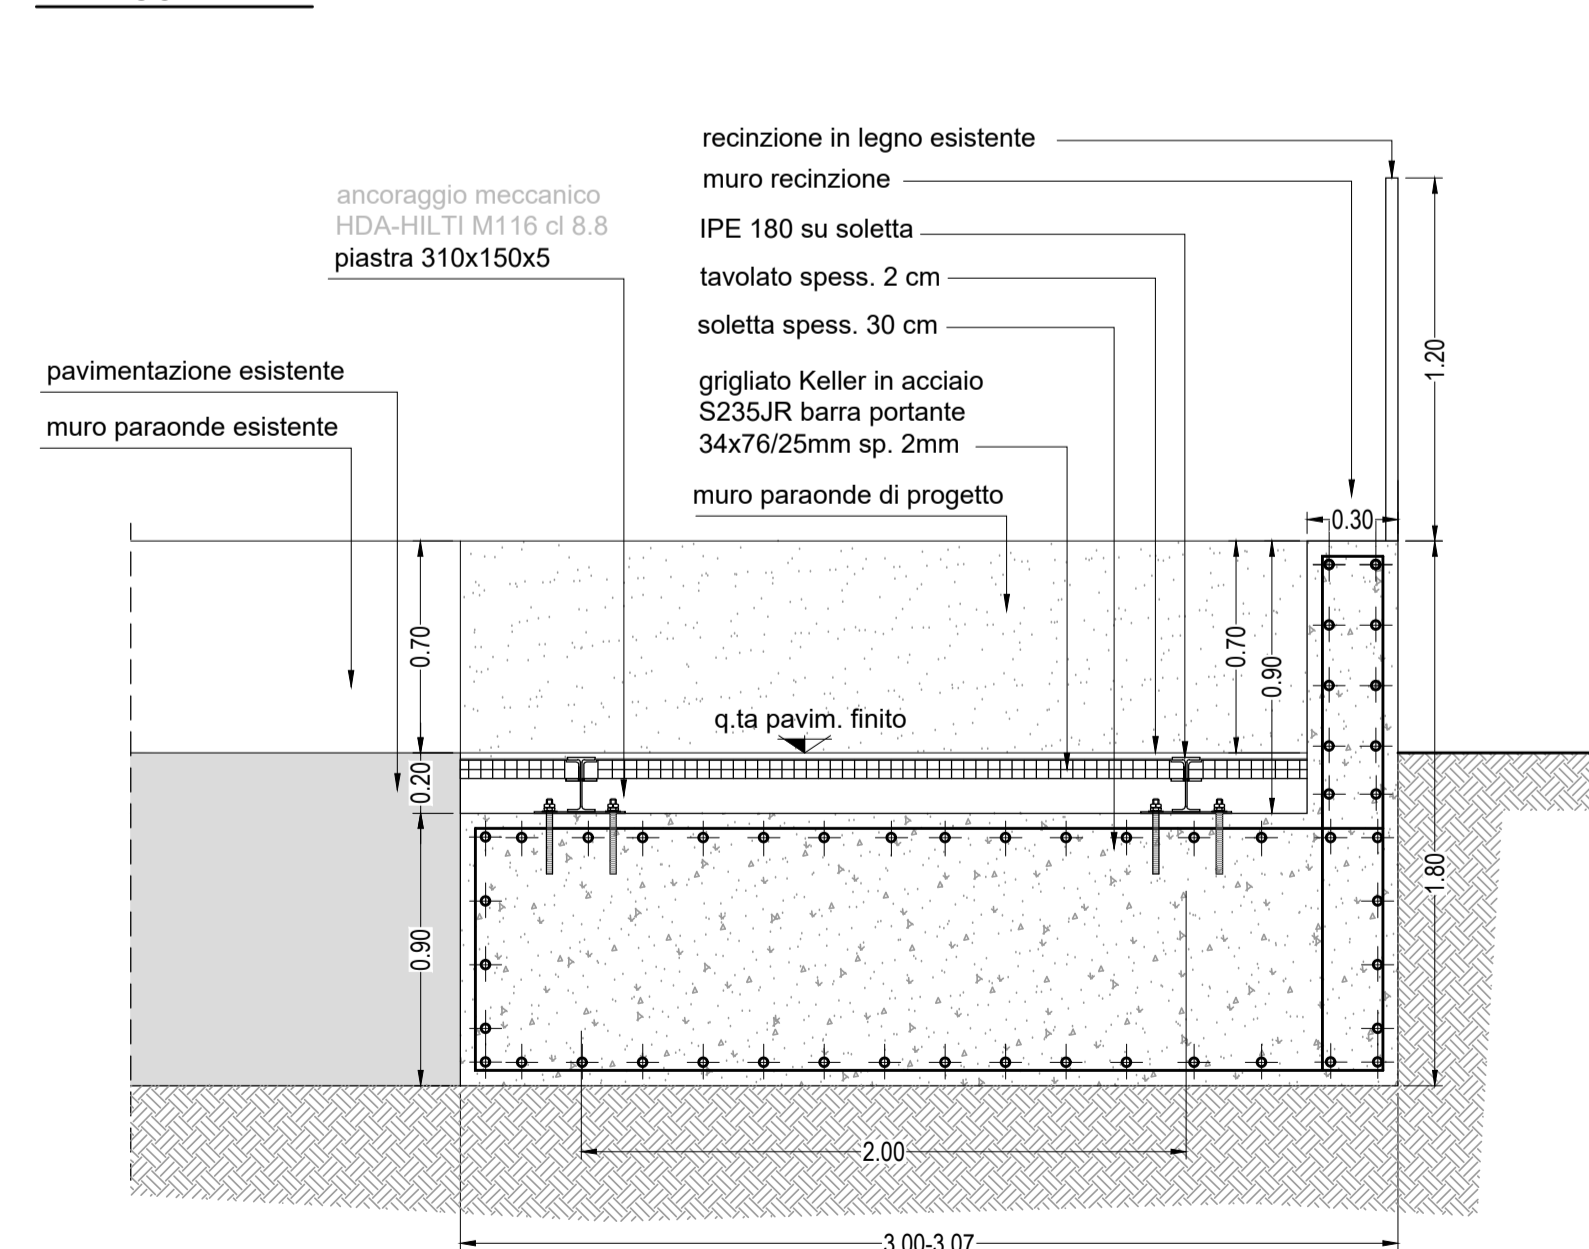 recinzione in legno esistente
muro recinzione
ancoraggio meccanico
HDA-HILTI M116 cl 8.8
piastra 310x150x5
IPE 180 su soletta
tavolato spess. 2 cm
soletta spess. 30 cm
pavimentazione esistente
muro paraonde esistente
grigliato Keller in acciaio
S235JR barra portante
34x76/25mm sp. 2mm
muro paraonde di progetto
1.20
0.30
0.70
0.70
0.90
q.ta pavim. finito
0.20
0.90
1.80
2.00
3.00-3.07